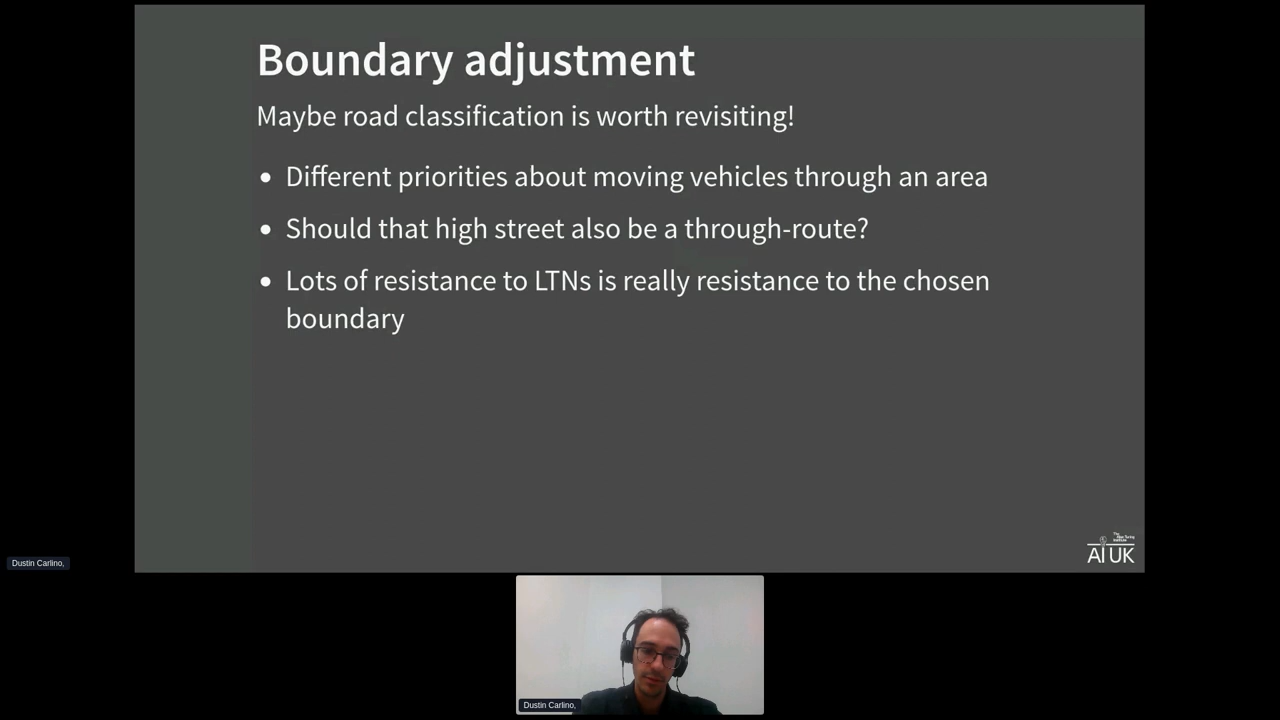 Boundary adjustment
Maybe road classification is worth revisiting!
Different priorities about moving vehicles through an area
Should that high street also be a through-route?
Lots of resistance to LTNs is really resistance to the chosen
boundary
AI UK
Dustin Carlino,
Dustin Carlino,